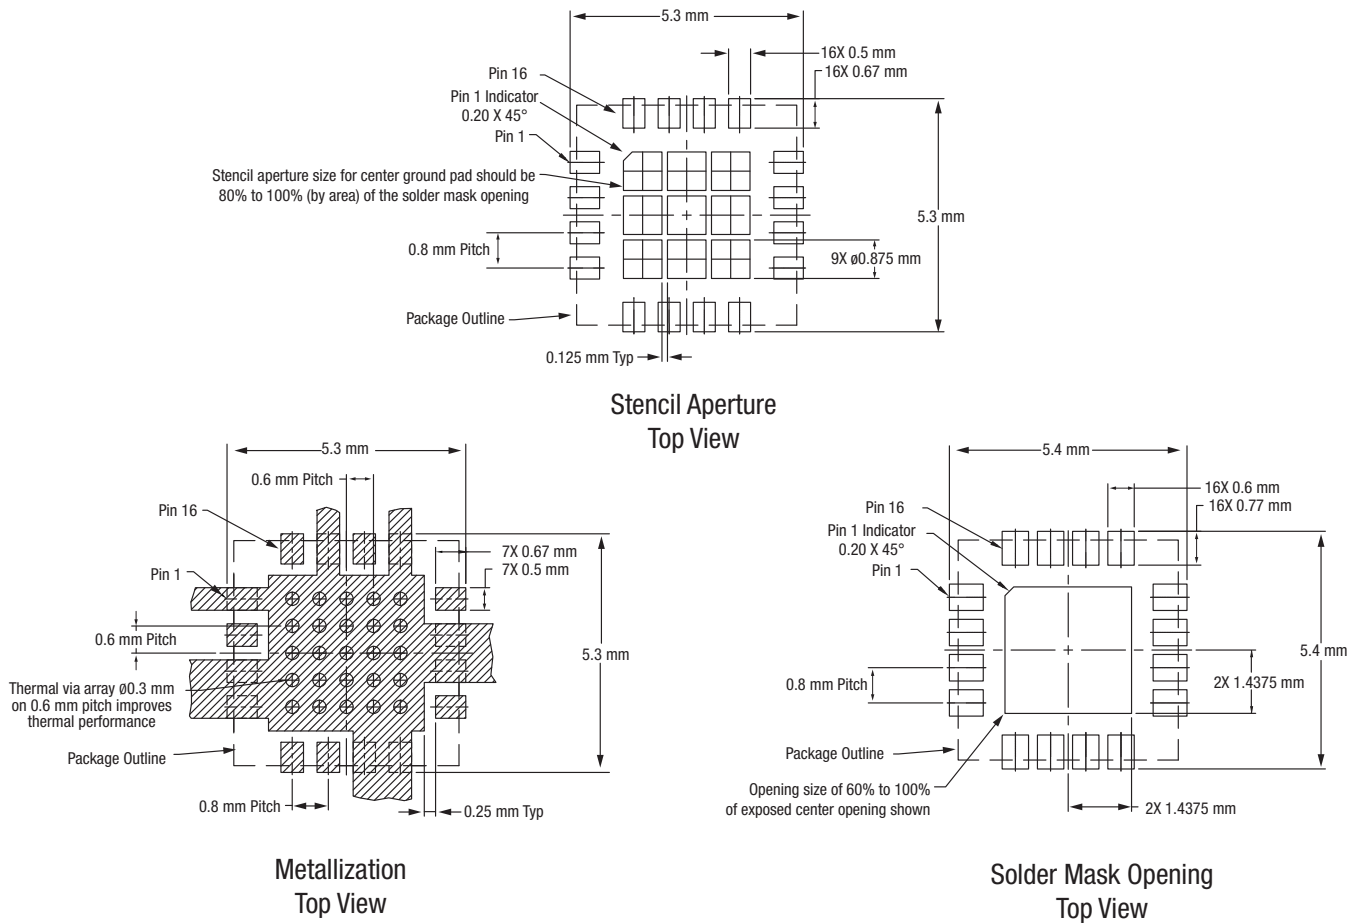 5.3 mm
16X 0.5 mm
16X 0.67 mm
Pin 16
Pin 1 Indicator
0.20 X 45°
Pin 1
Stencil aperture size for center ground pad should be
80% to 100% (by area) of the solder mask opening
5.3 mm
0.8 mm Pitch
9X ø0.875 mm
Package Outline
0.125 mm Typ
Stencil Aperture
Top View
5.3 mm
0.6 mm Pitch
Pin 16
7X 0.67 mm
7X 0.5 mm
Pin 1
0.6 mm Pitch
5.3 mm
Thermal via array ø0.3 mm
on 0.6 mm pitch improves
thermal performance
Package Outline
0.8 mm Pitch
0.25 mm Typ
Metallization
Top View
5.4 mm
16X 0.6 mm
16X 0.77 mm
Pin 16
Pin 1 Indicator
0.20 X 45°
Pin 1
5.4 mm
0.8 mm Pitch
2X 1.4375 mm
Package Outline
Opening size of 60% to 100%
of exposed center opening shown
2X 1.4375 mm
Solder Mask Opening
Top View